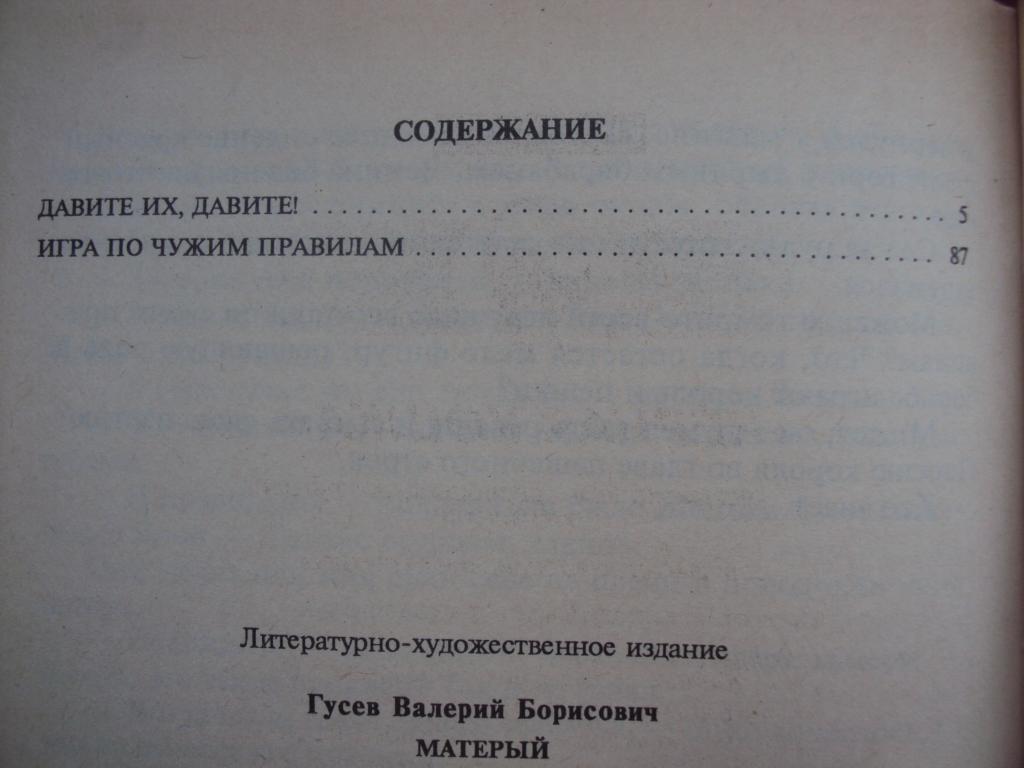 СОДЕРЖАНИЕ
ДАВИТЕ ИХ, ДАВИТЕ! ........................................................ 5
ИГРА ПО ЧУЖИМ ПРАВИЛАМ ............................................. 87
Литературно-художественное издание
Гусев Валерий Борисович
МАТЕРЫЙ